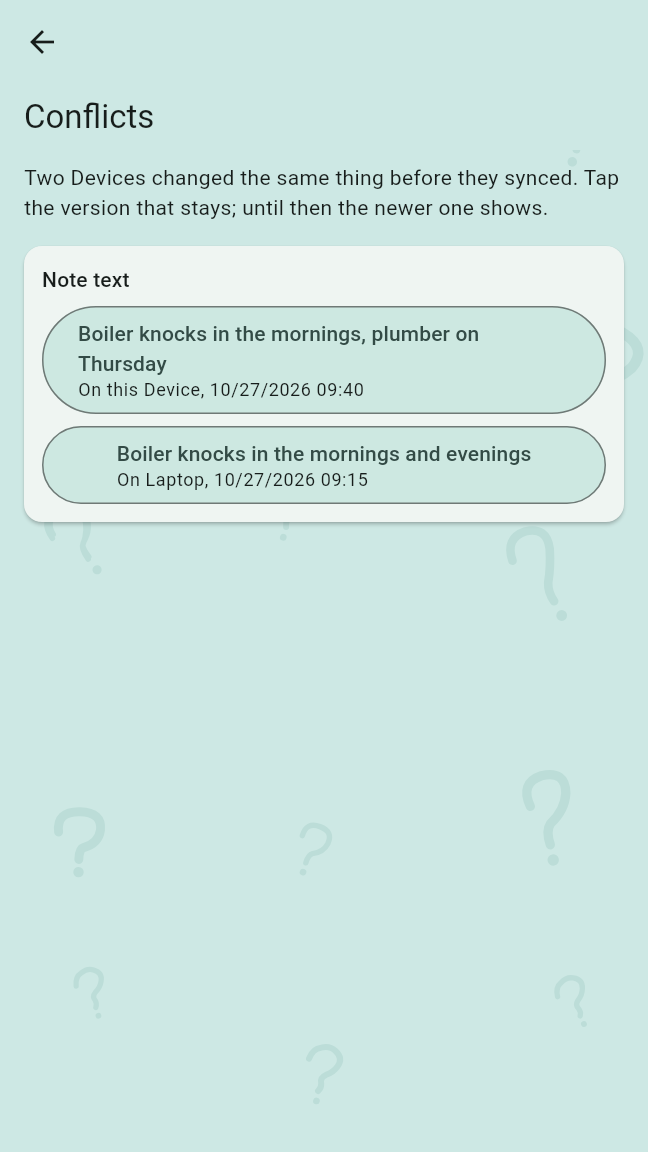 Conflicts
Two Devices changed the same thing before they synced. Tap
the version that stays; until then the newer one shows.
Note text
Boiler knocks in the mornings, plumber on
Thursday
On this Device, 10/27/2026 09:40
Boiler knocks in the mornings and evenings
On Laptop, 10/27/2026 09:15